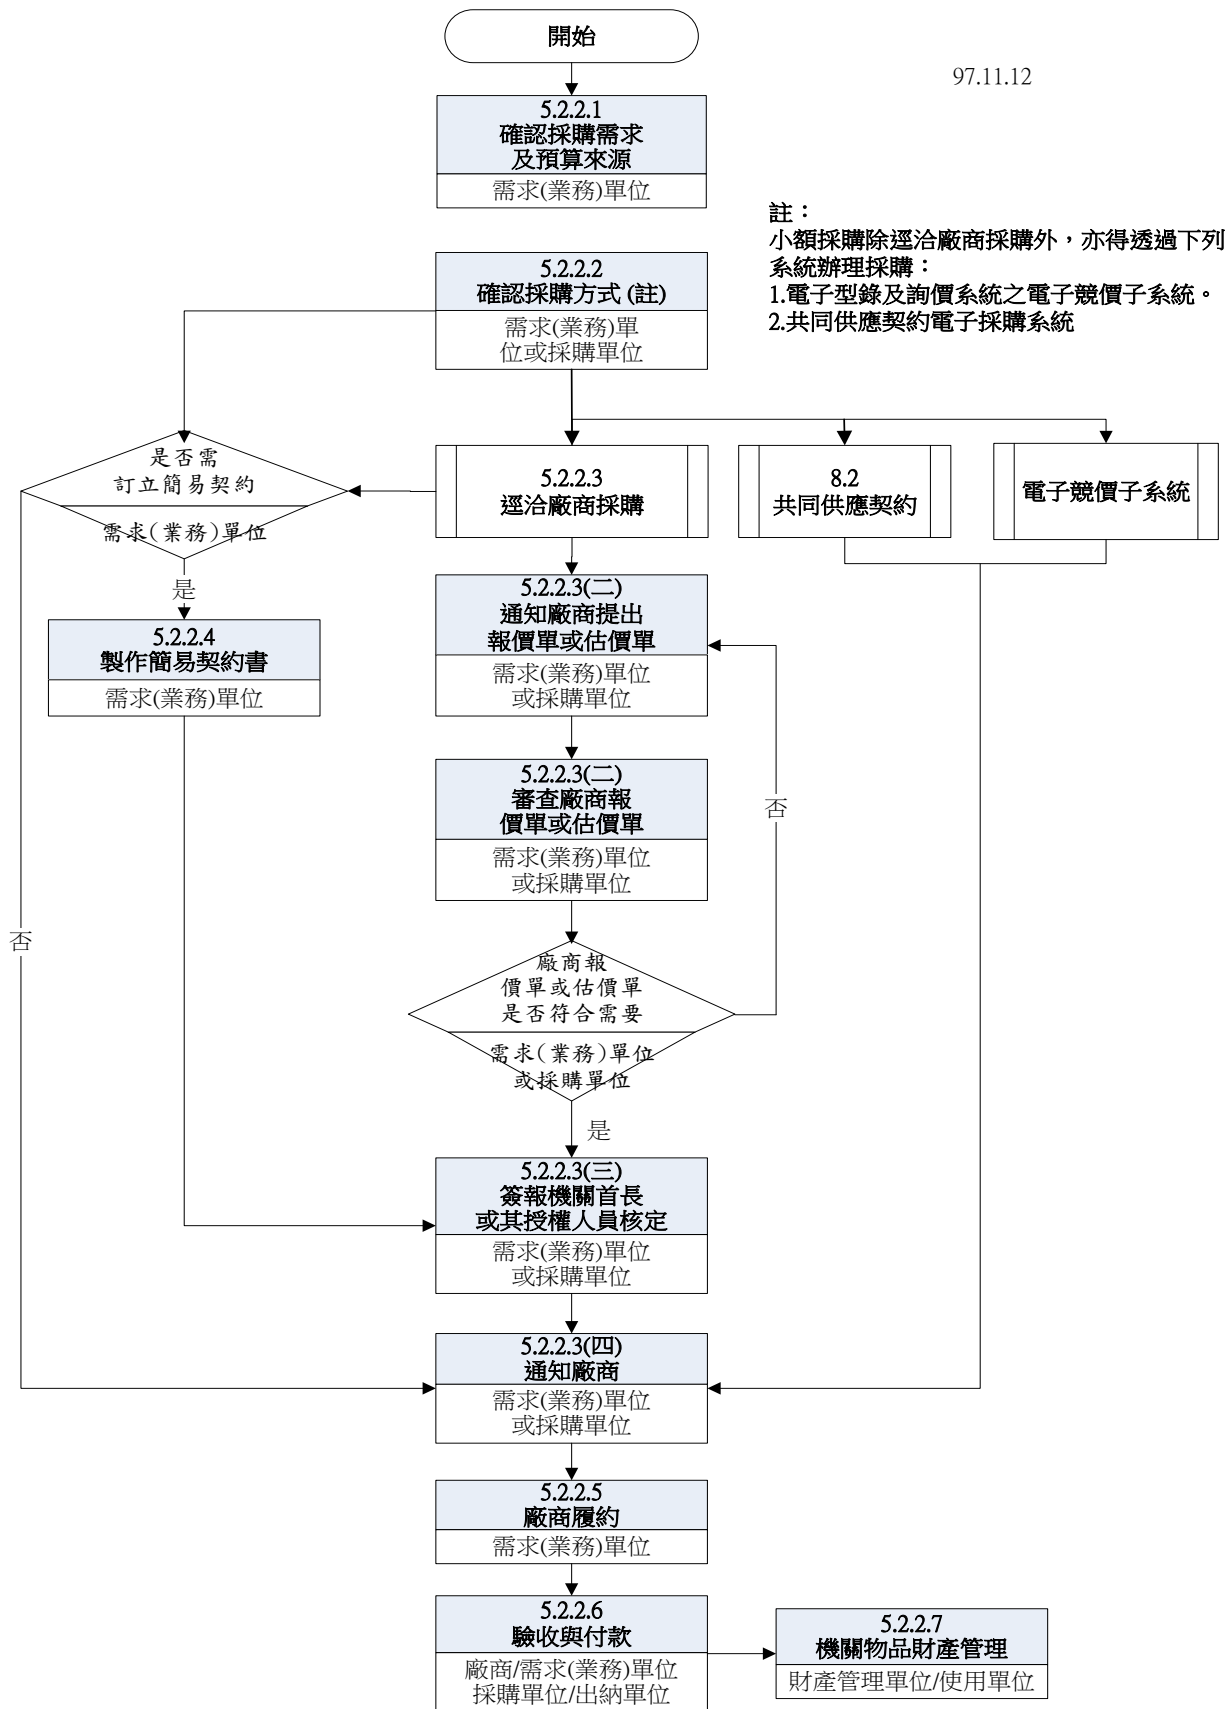 開始
97.11.12
5.2.2.1
確認採購需求
及預算來源
需求(業務)單位
註：
小額採購除逕洽廠商採購外，亦得透過下列
系統辦理採購：
1.電子型錄及詢價系統之電子競價子系統。
2.共同供應契約電子採購系統
5.2.2.2
確認採購方式 (註)
需求(業務)單
位或採購單位
是否需
訂立簡易契約
需求(業務)單位
5.2.2.3
逕洽廠商採購
8.2
共同供應契約
電子競價子系統
是
5.2.2.4
製作簡易契約書
需求(業務)單位
5.2.2.3(二)
通知廠商提出
報價單或估價單
需求(業務)單位
或採購單位
5.2.2.3(二)
審查廠商報
價單或估價單
需求(業務)單位
或採購單位
否
否
廠商報
價單或估價單
是否符合需要
需求(業務)單位
或採購單位
是
5.2.2.3(三)
簽報機關首長
或其授權人員核定
需求(業務)單位
或採購單位
5.2.2.3(四)
通知廠商
需求(業務)單位
或採購單位
5.2.2.5
廠商履約
需求(業務)單位
5.2.2.6
驗收與付款
廠商/需求(業務)單位
採購單位/出納單位
5.2.2.7
機關物品財產管理
財產管理單位/使用單位